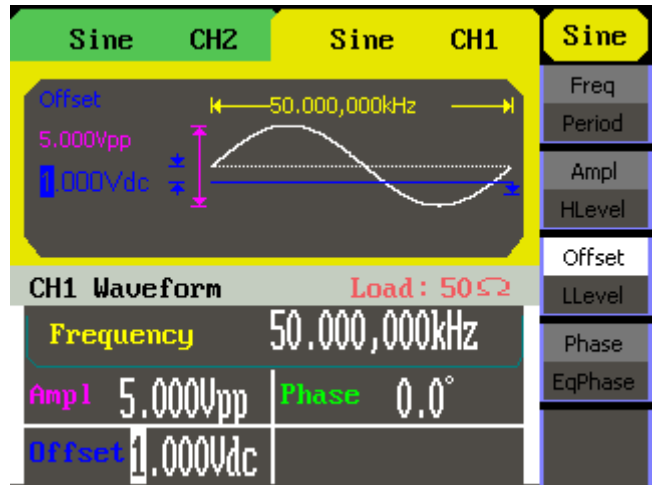 Sine CH2 Sine CH1 Sine
Offset
50.000,000kHz
5.000Vpp
1.000Vdc
Freq
Period
Ampl
HLevel
Offset
LLevel
Phase
EqPhase
CH1 Waveform Load: 50Ω
Frequency 50.000,000kHz
Ampl 5.000Vpp Phase 0.0°
Offset 1.000Vdc